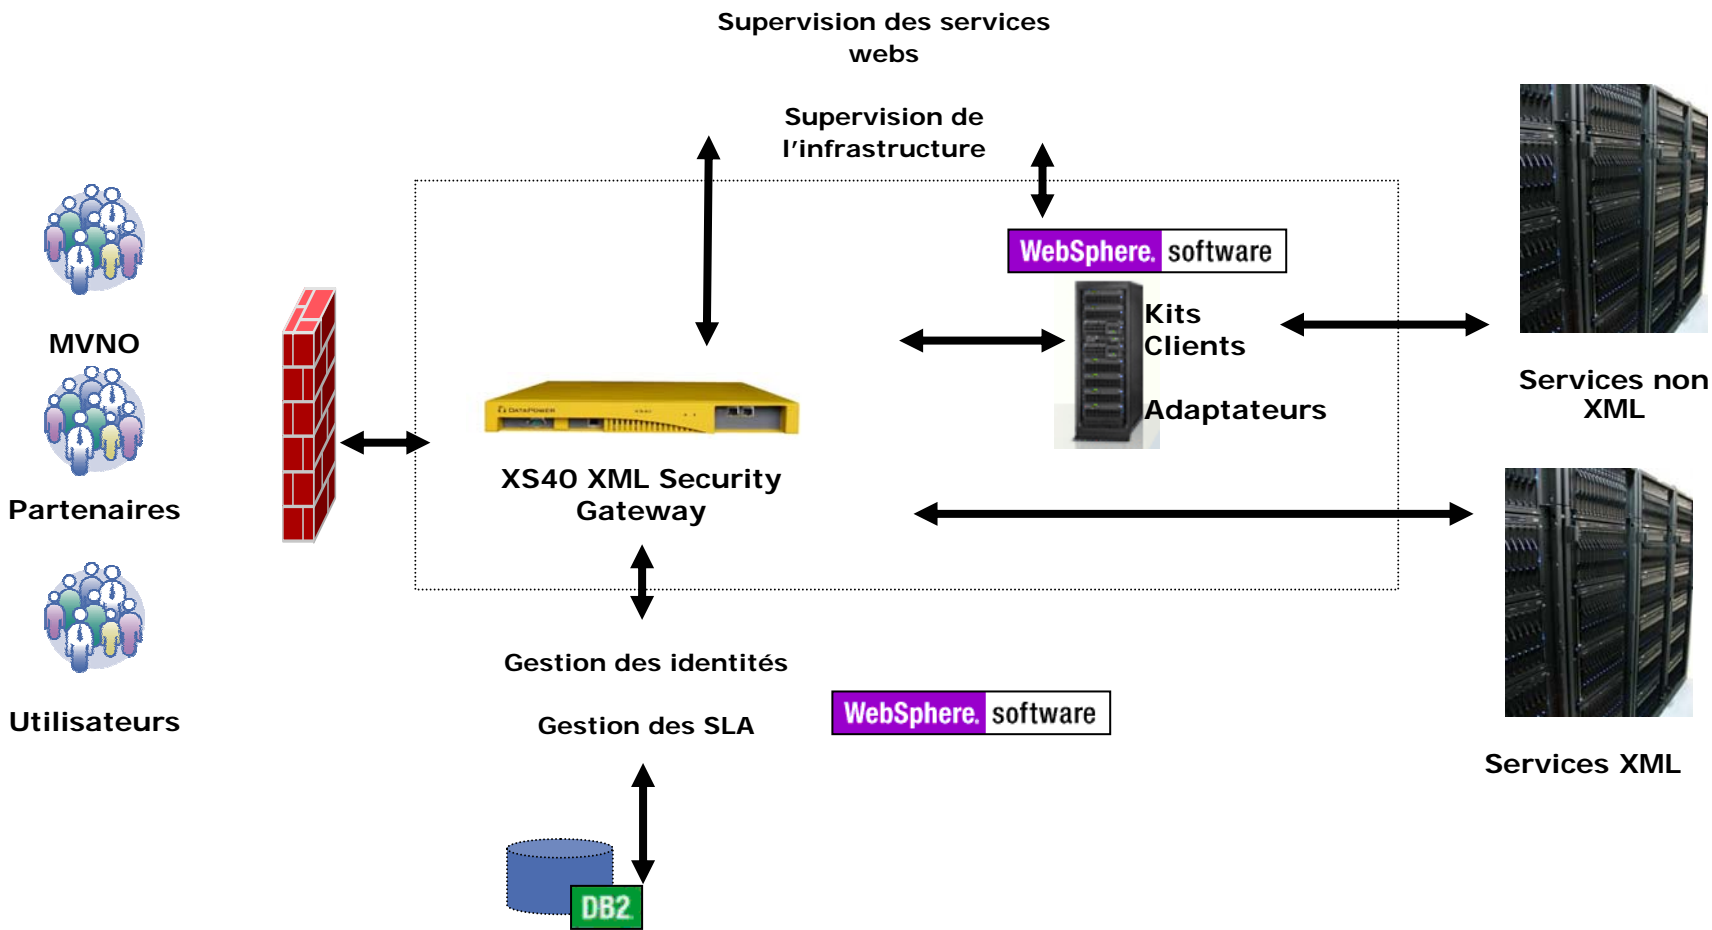 Supervision des services
webs
Supervision de
l'infrastructure
WebSphere. software
MVNO
Kits
Clients
Adaptateurs
Services non
XML
DATAPOWER
XS40 XML Security
Gateway
Partenaires
Gestion des identités
Utilisateurs
Gestion des SLA
WebSphere. software
Services XML
DB2.